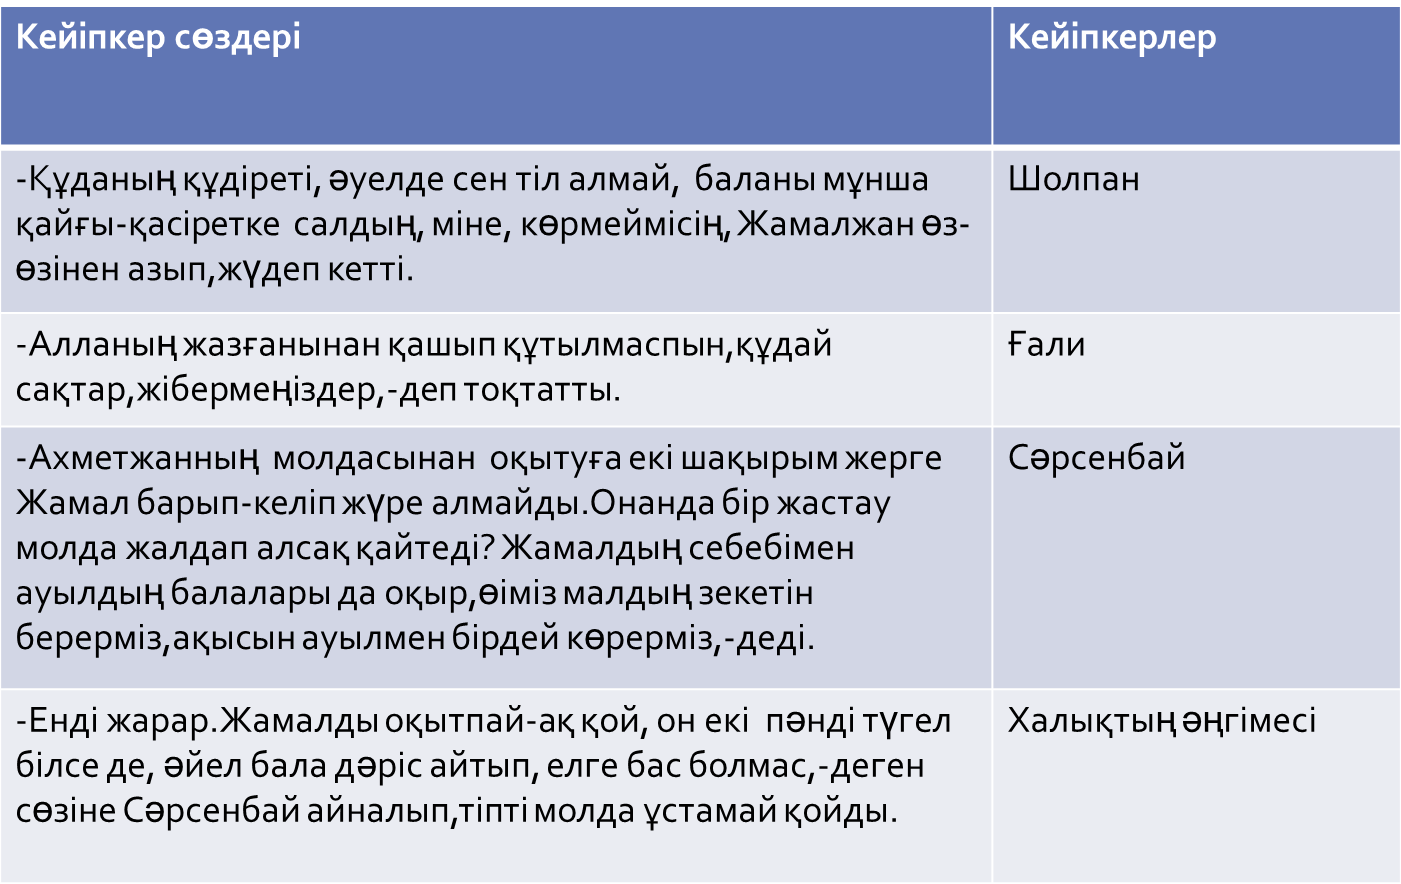 Кейіпкер сөздері
Кейіпкерлер
-Құданың құдіреті, әуелде сен тіл алмай, баланы мұнша
қайғы-қасіретке салдың, міне, көрмеймісің, Жамалжан өз-
өзінен азып,жүдеп кетті.
Шолпан
-Алланың жазғанынан қашып құтылмаспын,құдай
сақтар,жібермеңіздер,-деп тоқтатты.
Ғали
-Ахметжанның молдасынан оқытуға екі шақырым жерге
Жамал барып-келіп жүре алмайды.Онанда бір жастау
молда жалдап алсақ қайтеді? Жамалдың себебімен
ауылдың балалары да оқыр,өіміз малдың зекетін
берерміз,ақысын ауылмен бірдей көрерміз,-деді.
Сәрсенбай
-Енді жарар.Жамалды оқытпай-ақ қой, он екі пәнді түгел
білсе де, әйел бала дәріс айтып, елге бас болмас,-деген
сөзіне Сәрсенбай айналып,тіпті молда ұстамай қойды.
Халықтың әңгімесі